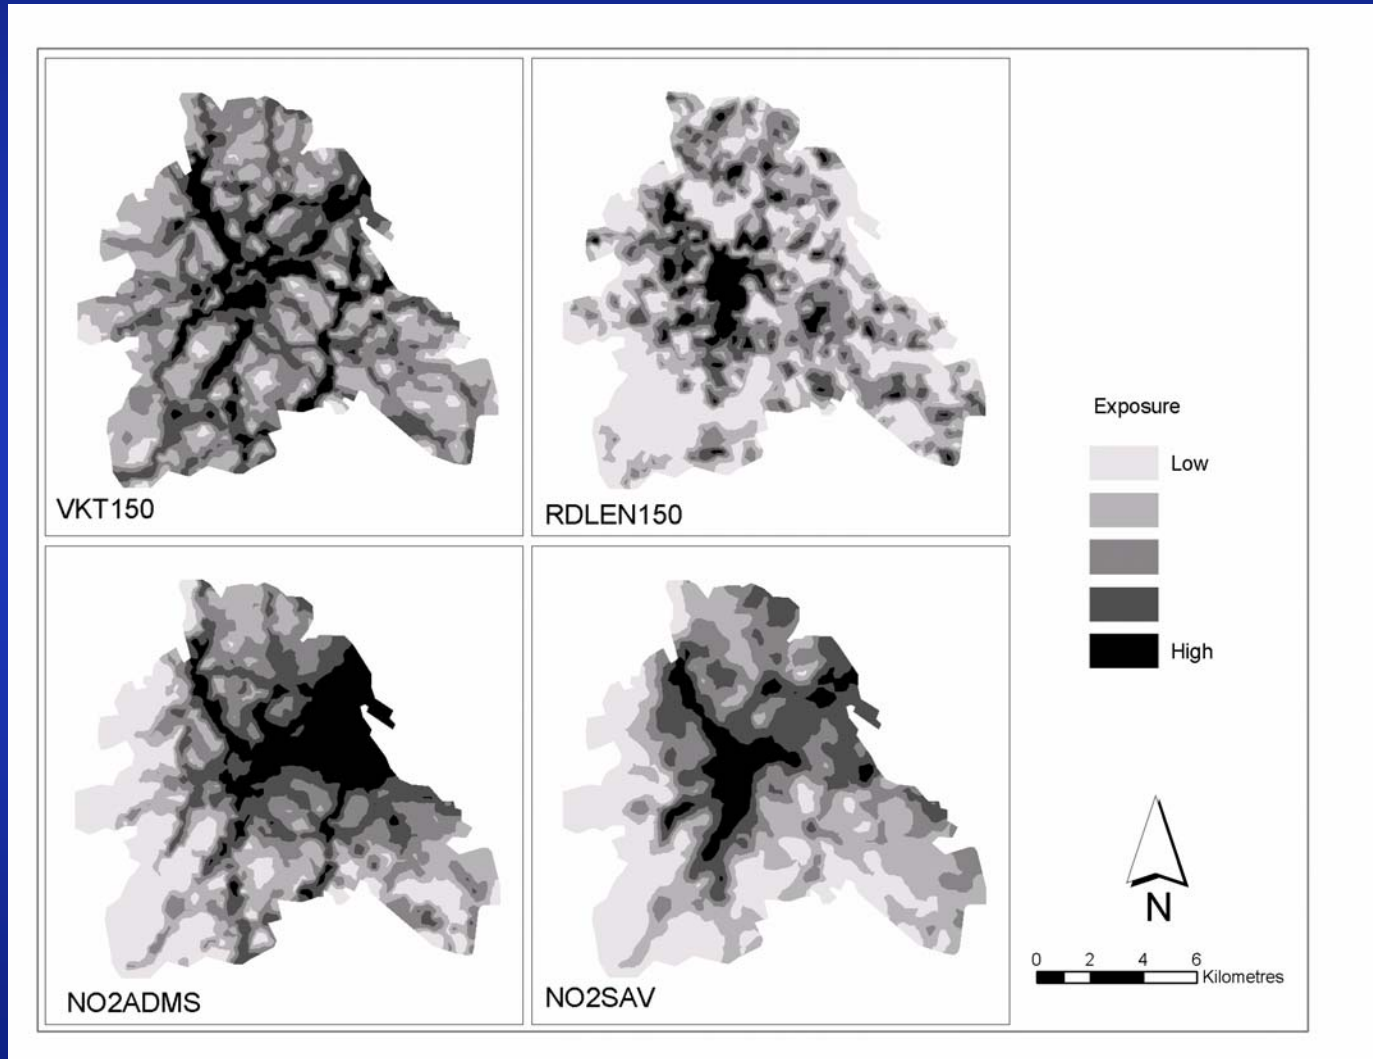 VKT150
RDLEN150
NO2ADMS
NO2SAV
Exposure
Low
High
N
0 2 4 6
Kilometres